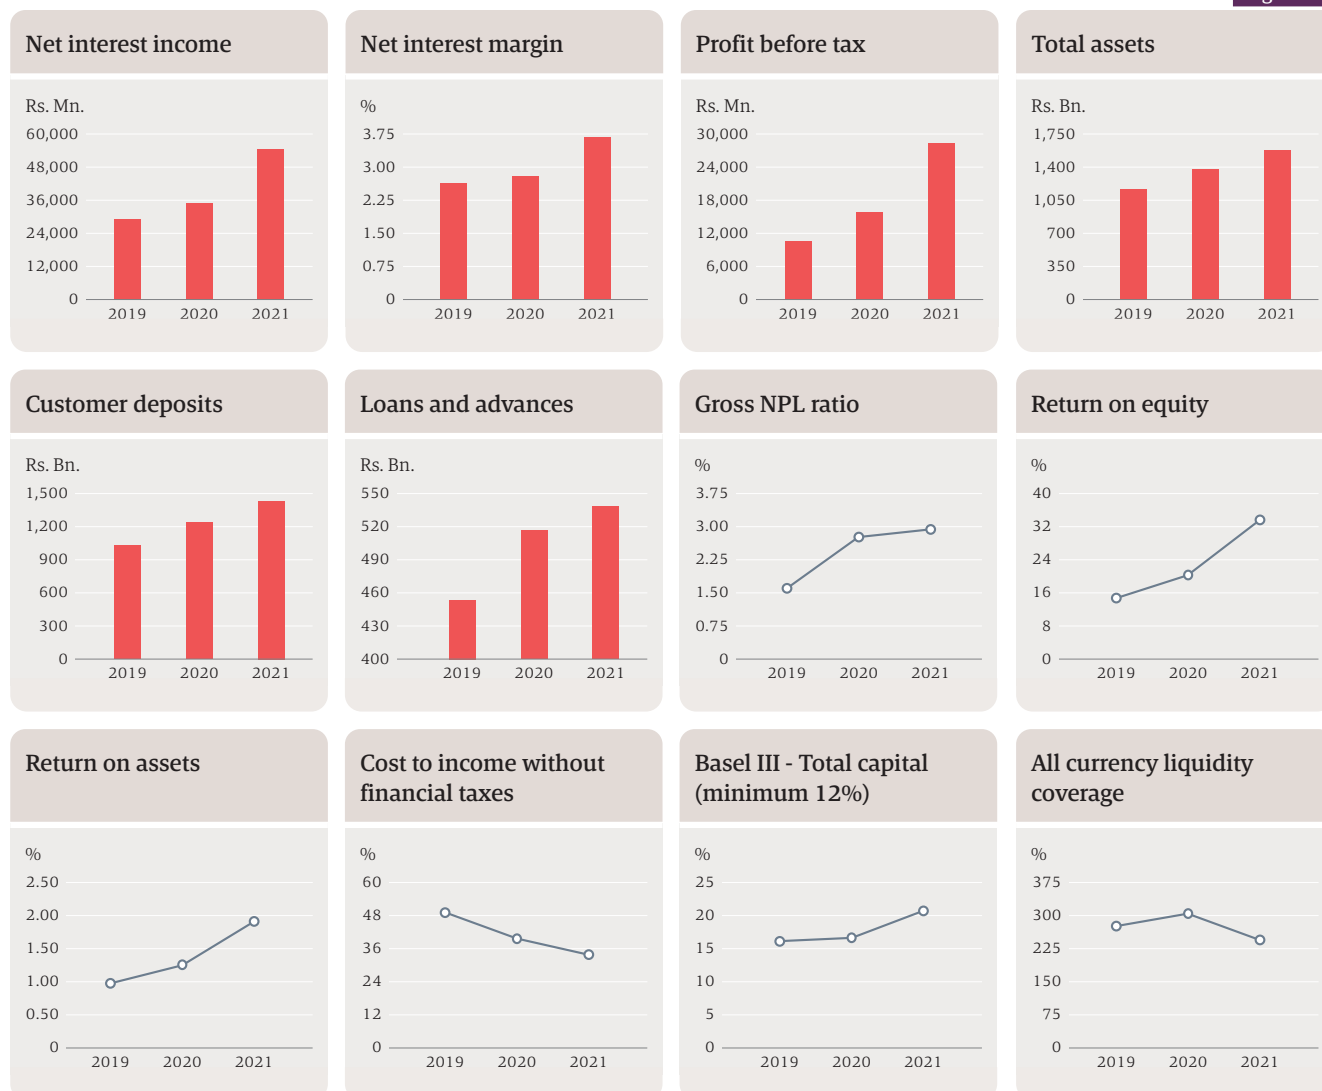 Net interest income
Rs. Mn.
60,000
48,000
36,000
24,000
12,000
0
2019 2020 2021
Net interest margin
%
3.75
3.00
2.25
1.50
0.75
0
2019 2020 2021
Profit before tax
Rs. Mn.
30,000
24,000
18,000
12,000
6,000
0
2019 2020 2021
Total assets
Rs. Bn.
1,750
1,400
1,050
700
350
0
2019 2020 2021
Customer deposits
Rs. Bn.
1,500
1,200
900
600
300
0
2019 2020 2021
Loans and advances
Rs. Bn.
550
520
490
460
430
400
2019 2020 2021
Gross NPL ratio
%
3.75
3.00
2.25
1.50
0.75
0
2019 2020 2021
Return on equity
%
40
32
24
16
8
0
2019 2020 2021
Return on assets
%
2.50
2.00
1.50
1.00
0.50
0
2019 2020 2021
Cost to income without
financial taxes
%
60
48
36
24
12
0
2019 2020 2021
Basel III - Total capital
(minimum 12%)
%
25
20
15
10
5
0
2019 2020 2021
All currency liquidity
coverage
%
375
300
225
150
75
0
2019 2020 2021